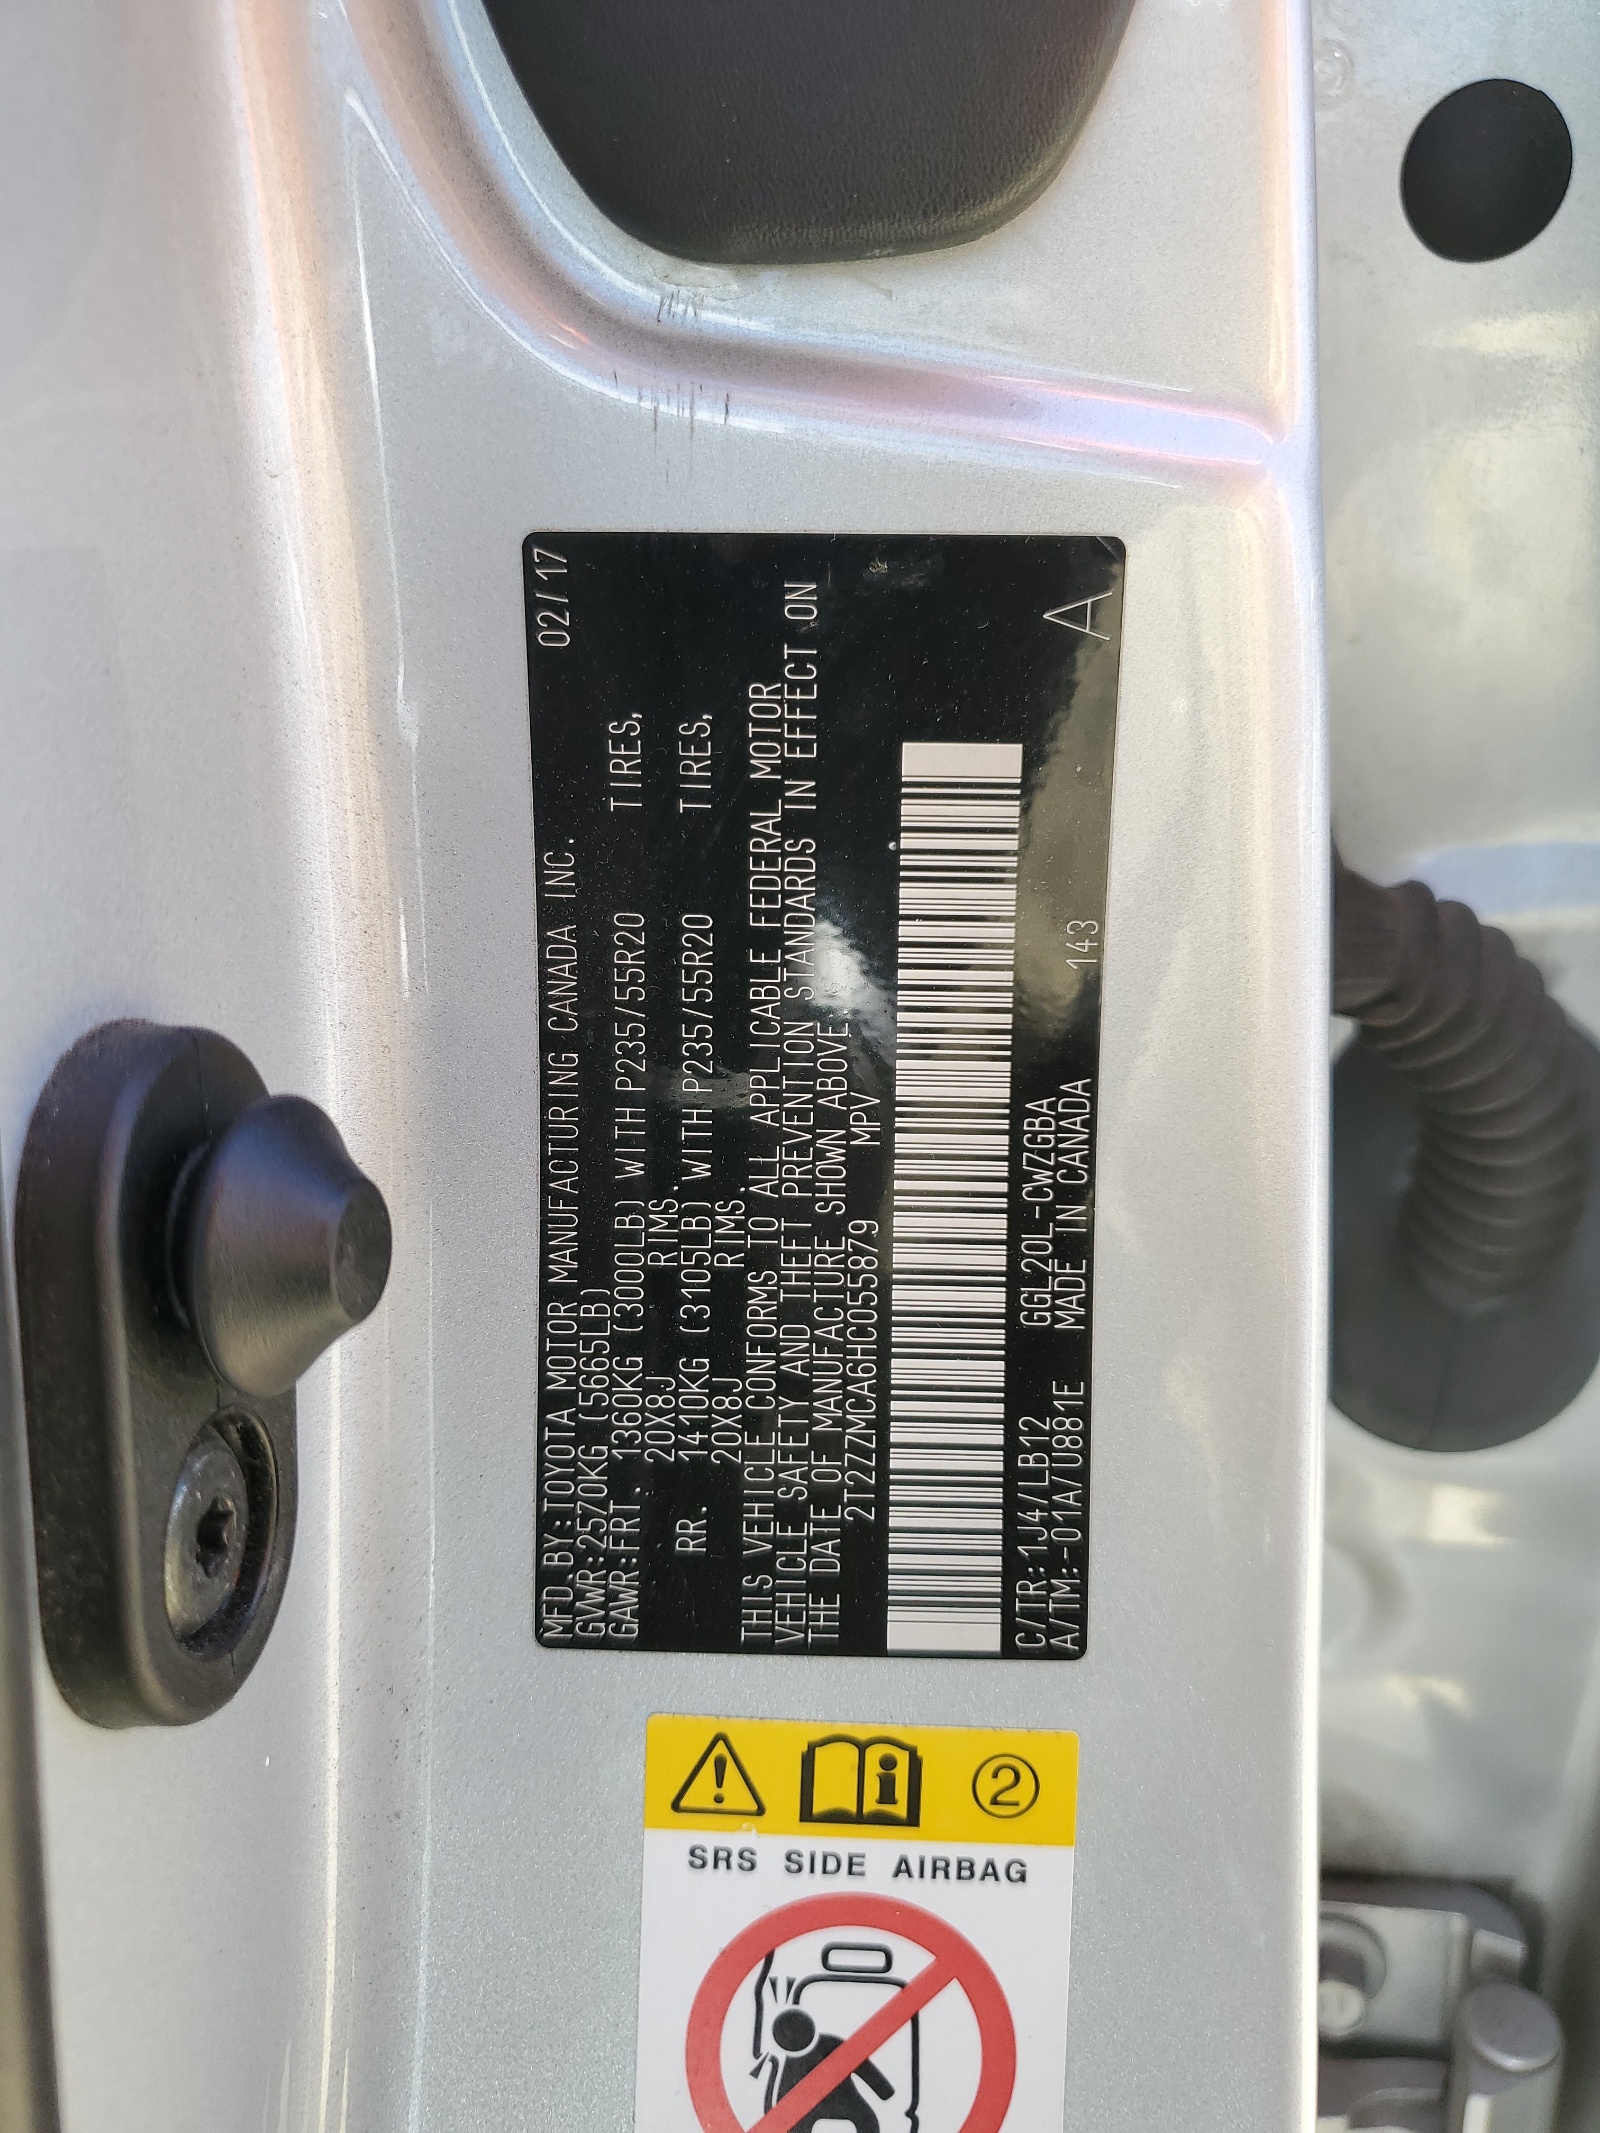 02/17
MFD.BY:TOYOTA MOTOR MANUFACTURING CANADA INC.
GVWR:2570KG (5665LB)
GAWR:FRT. 1360KG (3000LB) WITH P235/55R20 TIRES,
20X8J RIMS.
RR. 1410KG (3105LB) WITH P235/55R20 TIRES,
20X8J RIMS.
THIS VEHICLE CONFORMS TO ALL APPLICABLE FEDERAL MOTOR
VEHICLE SAFETY AND THEFT PREVENTION STANDARDS IN EFFECT ON
THE DATE OF MANUFACTURE SHOWN ABOVE.
2T2ZZMCA6HC055879 MPV
C/TR:1J4/LB12 GGL20L-CWZGBA 143 A
A/TM:-01A/U881E MADE IN CANADA
2
SRS SIDE AIRBAG